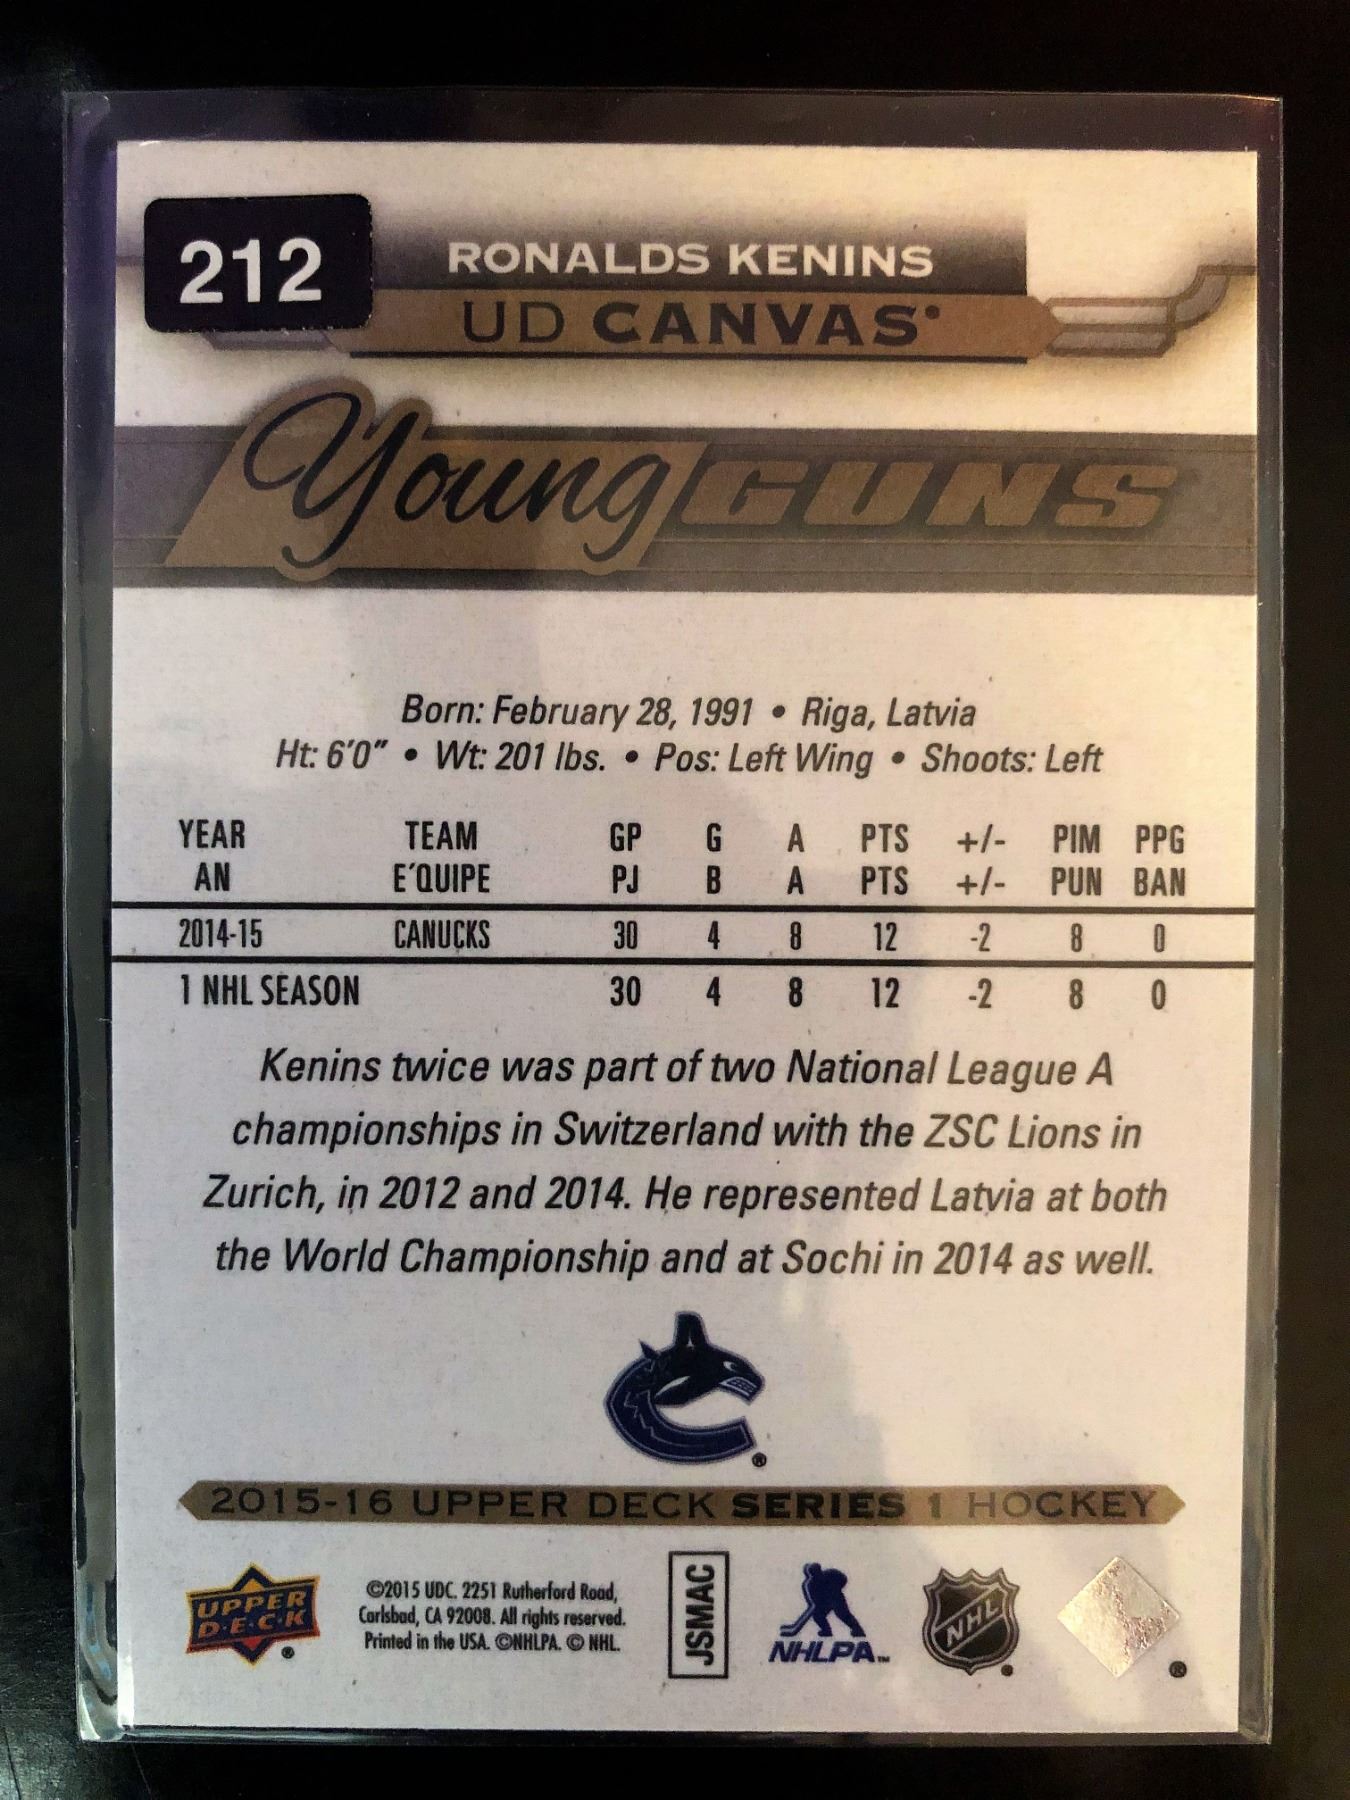 212
RONALDS KENINS
UD CANVAS
Young GUNS
Born: February 28, 1991 • Riga, Latvia
Ht: 6'0" • Wt: 201 lbs. • Pos: Left Wing • Shoots: Left
YEAR TEAM GP G A PTS +/- PIM PPG
AN E´QUIPE PJ B A PTS +/- PUN BAN
2014-15 CANUCKS 30 4 8 12 -2 8 0
1 NHL SEASON 30 4 8 12 -2 8 0
Kenins twice was part of two National League A
championships in Switzerland with the ZSC Lions in
Zurich, in 2012 and 2014. He represented Latvia at both
the World Championship and at Sochi in 2014 as well.
®
2015-16 UPPER DECK SERIES 1 HOCKEY
UPPER
D·E·C·K ®
©2015 UDC. 2251 Rutherford Road,
Carlsbad, CA 92008. All rights reserved.
Printed in the USA. ©NHLPA. © NHL.
JSMAC
NHLPA™
NHL ®
®